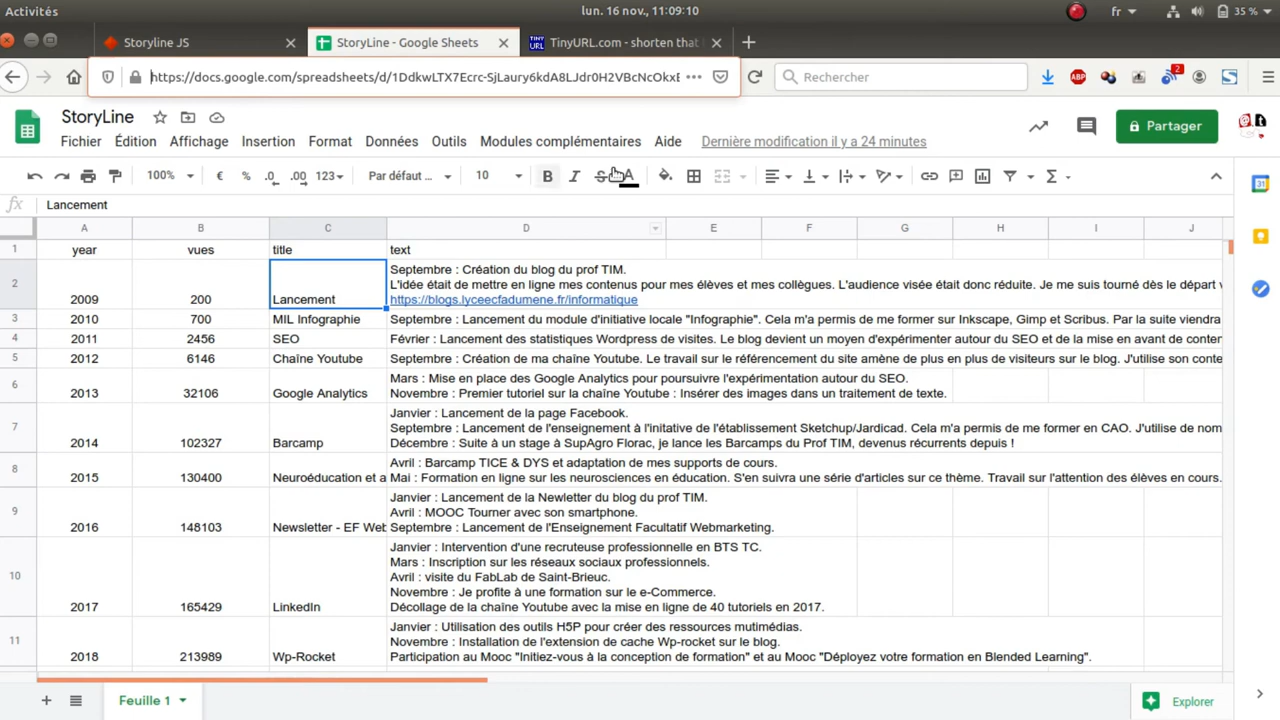 Activités
lun. 16 nov., 11:09:10
fr
35 %
Storyline JS
StoryLine - Google Sheets
TinyURL.com - shorten that
https://docs.google.com/spreadsheets/d/
Rechercher
ABP
2
StoryLine
Fichier Édition Affichage Insertion Format Données Outils Modules complémentaires Aide Dernière modification il y a 24 minutes
Partager
100% € % .0 .00 123 Par défaut ... 10 B I S A
fx Lancement
A B C D E F G H I J
1 year vues title text
2 2009 200 Lancement
Septembre : Création du blog du prof TIM.
L'idée était de mettre en ligne mes contenus pour mes élèves et mes collègues. L'audience visée était donc réduite. Je me suis tourné dès le départ v
https://blogs.lyceecfadumene.fr/informatique
3 2010 700 MIL Infographie Septembre : Lancement du module d'initiative locale "Infographie". Cela m'a permis de me former sur Inkscape, Gimp et Scribus. Par la suite viendra
4 2011 2456 SEO Février : Lancement des statistiques Wordpress de visites. Le blog devient un moyen d'expérimenter autour du SEO et de la mise en avant de conter
5 2012 6146 Chaîne Youtube Septembre : Création de ma chaîne Youtube. Le travail sur le référencement du site amène de plus en plus de visiteurs sur le blog. J'utilise son conte
6 2013 32106 Google Analytics
Mars : Mise en place des Google Analytics pour poursuivre l'expérimentation autour du SEO.
Novembre : Premier tutoriel sur la chaîne Youtube : Insérer des images dans un traitement de texte.
7 2014 102327 Barcamp
Janvier : Lancement de la page Facebook.
Septembre : Lancement de l'enseignement à l'initative de l'établissement Sketchup/Jardicad. Cela m'a permis de me former en CAO. J'utilise de nom
Décembre : Suite à un stage à SupAgro Florac, je lance les Barcamps du Prof TIM, devenus récurrents depuis !
8 2015 130400 Neuroéducation et a
Avril : Barcamp TICE & DYS et adaptation de mes supports de cours.
Mai : Formation en ligne sur les neurosciences en éducation. S'en suivra une série d'articles sur ce thème. Travail sur l'attention des élèves en cours.
9 2016 148103 Newsletter - EF Web
Janvier : Lancement de la Newletter du blog du prof TIM.
Avril : MOOC Tourner avec son smartphone.
Septembre : Lancement de l'Enseignement Facultatif Webmarketing.
10 2017 165429 LinkedIn
Janvier : Intervention d'une recruteuse professionnelle en BTS TC.
Mars : Inscription sur les réseaux sociaux professionnels.
Avril : visite du FabLab de Saint-Brieuc.
Novembre : Je profite à une formation sur le e-Commerce.
Décollage de la chaîne Youtube avec la mise en ligne de 40 tutoriels en 2017.
11 2018 213989 Wp-Rocket
Janvier : Utilisation des outils H5P pour créer des ressources mutimédias.
Novembre : Installation de l'extension de cache Wp-rocket sur le blog.
Participation au Mooc "Initiez-vous à la conception de formation" et au Mooc "Déployez votre formation en Blended Learning".
Feuille 1
Explorer